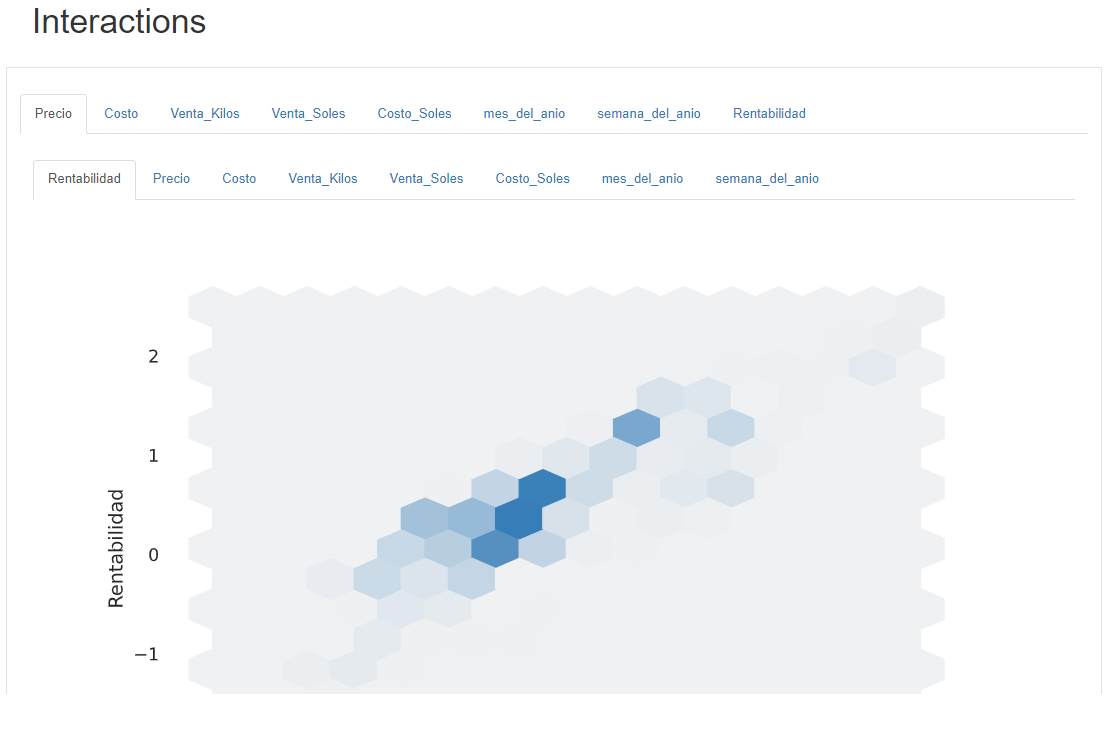 Interactions
Precio Costo Venta_Kilos Venta_Soles Costo_Soles mes_del_anio semana_del_anio Rentabilidad
Rentabilidad Precio Costo Venta_Kilos Venta_Soles Costo_Soles mes_del_anio semana_del_anio
2
1
0
−1
Rentabilidad